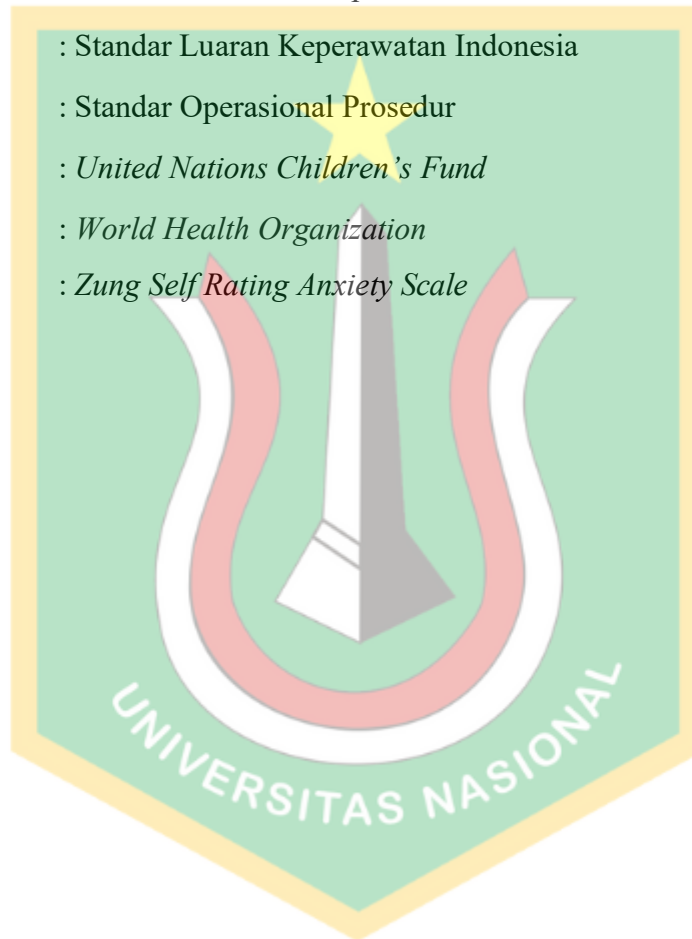 : Standar Luaran Keperawatan Indonesia
: Standar Operasional Prosedur
: United Nations Children’s Fund
: World Health Organization
: Zung Self Rating Anxiety Scale
UNIVERSITAS NASIONAL